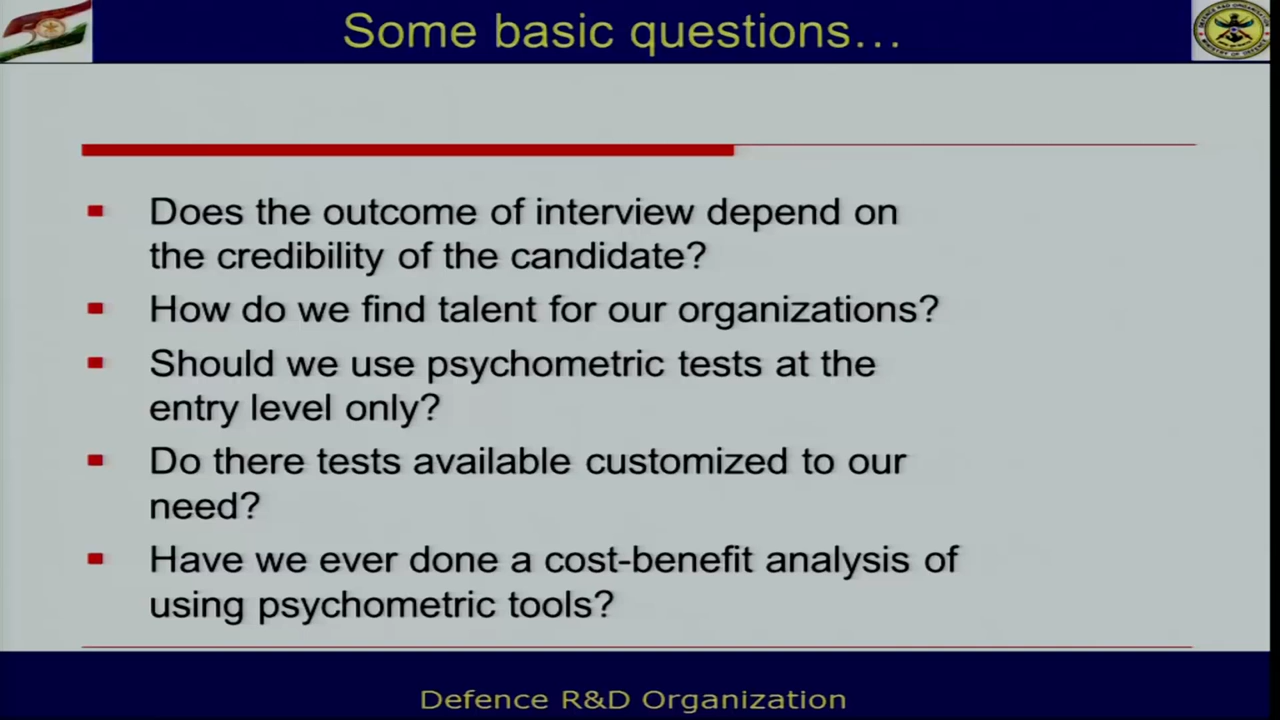 Some basic questions...
Does the outcome of interview depend on
the credibility of the candidate?
How do we find talent for our organizations?
Should we use psychometric tests at the
entry level only?
Do there tests available customized to our
need?
Have we ever done a cost-benefit analysis of
using psychometric tools?
Defence R&D Organization